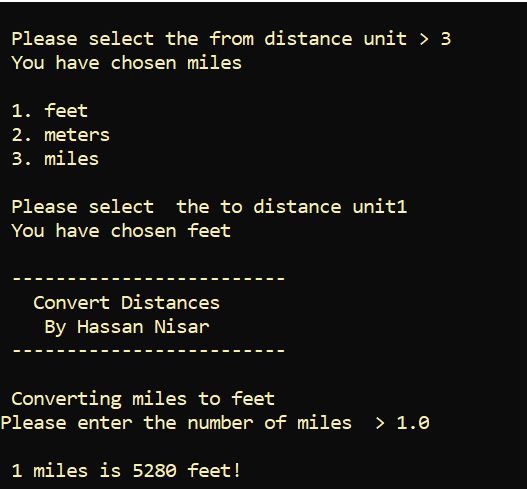 Please select the from distance unit > 3
You have chosen miles
1. feet
2. meters
3. miles
Please select  the to distance unit1
You have chosen feet
-------------------------
Convert Distances
By Hassan Nisar
-------------------------
Converting miles to feet
Please enter the number of miles  > 1.0
1 miles is 5280 feet!